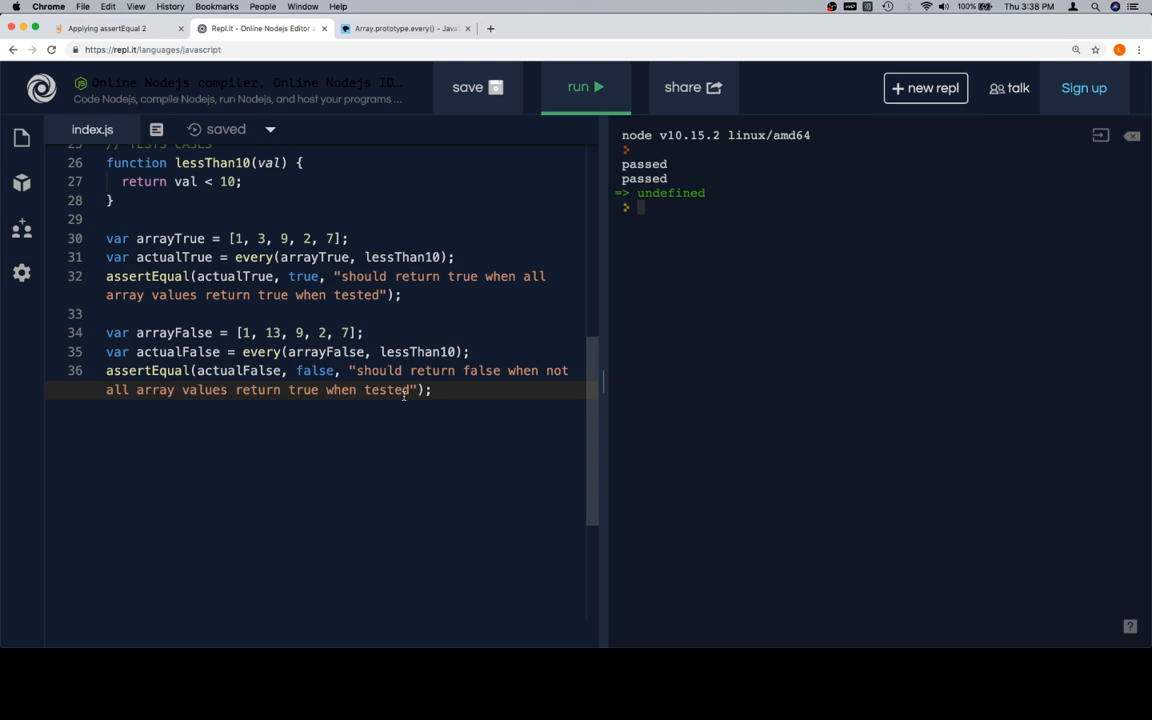 Chrome File Edit View History Bookmarks People Window Help 100% Thu 3:38 PM
Applying assertEqual 2
Repl.it - Online Nodejs Editor a
Array.prototype.every() - JavaS
https://repl.it/languages/javascript
Online Nodejs compiler, Online Nodejs ID...
Code Nodejs, compile Nodejs, run Nodejs, and host your programs ...
save
run
share
+ new repl
talk
Sign up
index.js
saved
25 // TESTS CASES
26 function lessThan10(val) {
27 return val < 10;
28 }
29
30 var arrayTrue = [1, 3, 9, 2, 7];
31 var actualTrue = every(arrayTrue, lessThan10);
32 assertEqual(actualTrue, true, "should return true when all
array values return true when tested");
33
34 var arrayFalse = [1, 13, 9, 2, 7];
35 var actualFalse = every(arrayFalse, lessThan10);
36 assertEqual(actualFalse, false, "should return false when not
all array values return true when tested");
node v10.15.2 linux/amd64
passed
passed
=> undefined
?